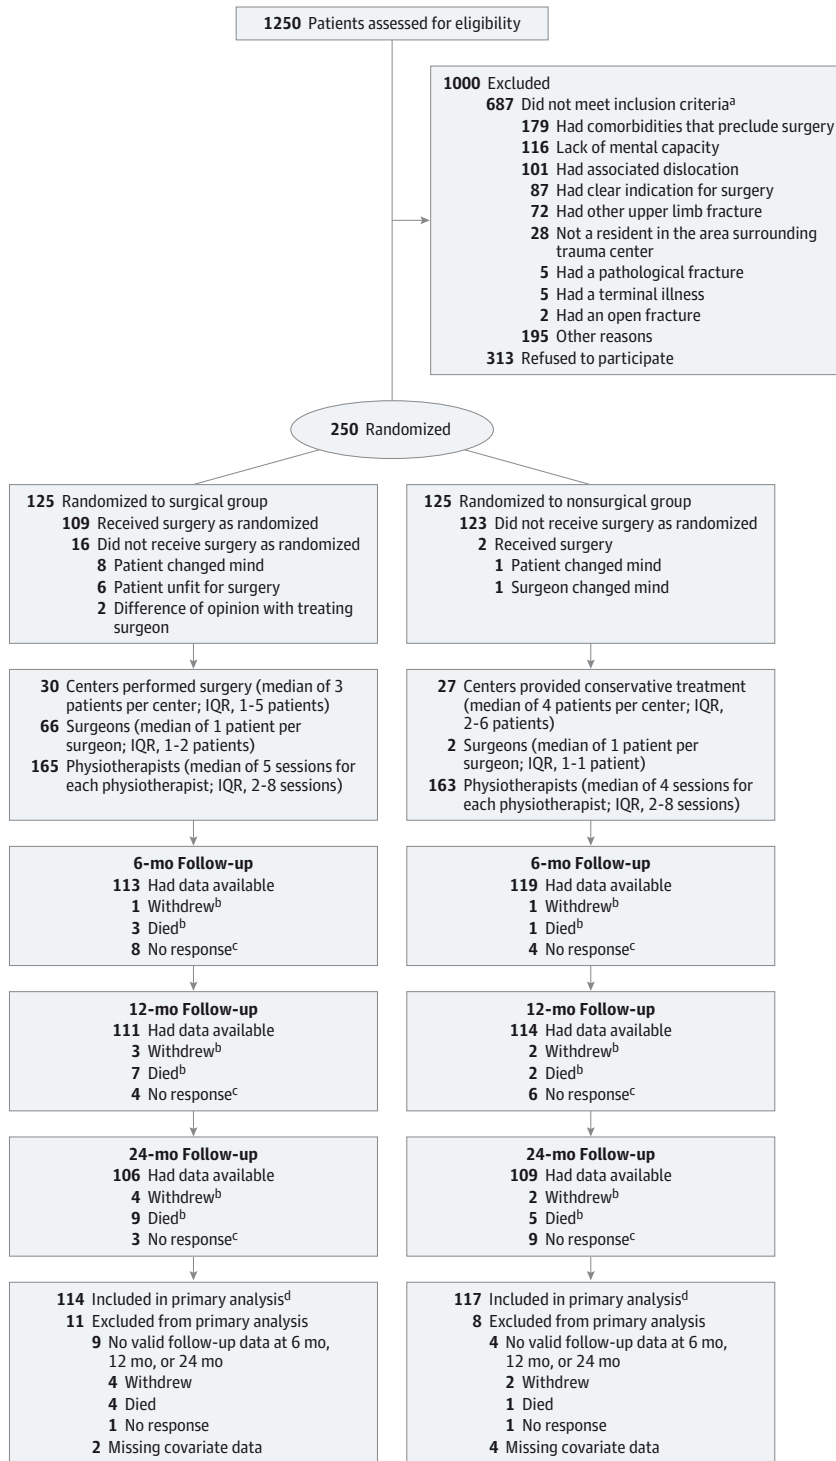 1250 Patients assessed for eligibility
1000 Excluded
687 Did not meet inclusion criteriaa
179 Had comorbidities that preclude surgery
116 Lack of mental capacity
101 Had associated dislocation
87 Had clear indication for surgery
72 Had other upper limb fracture
28 Not a resident in the area surrounding
trauma center
5 Had a pathological fracture
5 Had a terminal illness
2 Had an open fracture
195 Other reasons
313 Refused to participate
250 Randomized
125 Randomized to surgical group
109 Received surgery as randomized
16 Did not receive surgery as randomized
8 Patient changed mind
6 Patient unfit for surgery
2 Difference of opinion with treating
surgeon
125 Randomized to nonsurgical group
123 Did not receive surgery as randomized
2 Received surgery
1 Patient changed mind
1 Surgeon changed mind
30 Centers performed surgery (median of 3
patients per center; IQR, 1-5 patients)
66 Surgeons (median of 1 patient per
surgeon; IQR, 1-2 patients)
165 Physiotherapists (median of 5 sessions for
each physiotherapist; IQR, 2-8 sessions)
27 Centers provided conservative treatment
(median of 4 patients per center; IQR,
2-6 patients)
2 Surgeons (median of 1 patient per
surgeon; IQR, 1-1 patient)
163 Physiotherapists (median of 4 sessions for
each physiotherapist; IQR, 2-8 sessions)
6-mo Follow-up
113 Had data available
1 Withdrewb
3 Diedb
8 No responsec
6-mo Follow-up
119 Had data available
1 Withdrewb
1 Diedb
4 No responsec
12-mo Follow-up
111 Had data available
3 Withdrewb
7 Diedb
4 No responsec
12-mo Follow-up
114 Had data available
2 Withdrewb
2 Diedb
6 No responsec
24-mo Follow-up
106 Had data available
4 Withdrewb
9 Diedb
3 No responsec
24-mo Follow-up
109 Had data available
2 Withdrewb
5 Diedb
9 No responsec
114 Included in primary analysisd
11 Excluded from primary analysis
9 No valid follow-up data at 6 mo,
12 mo, or 24 mo
4 Withdrew
4 Died
1 No response
2 Missing covariate data
117 Included in primary analysisd
8 Excluded from primary analysis
4 No valid follow-up data at 6 mo,
12 mo, or 24 mo
2 Withdrew
1 Died
1 No response
4 Missing covariate data